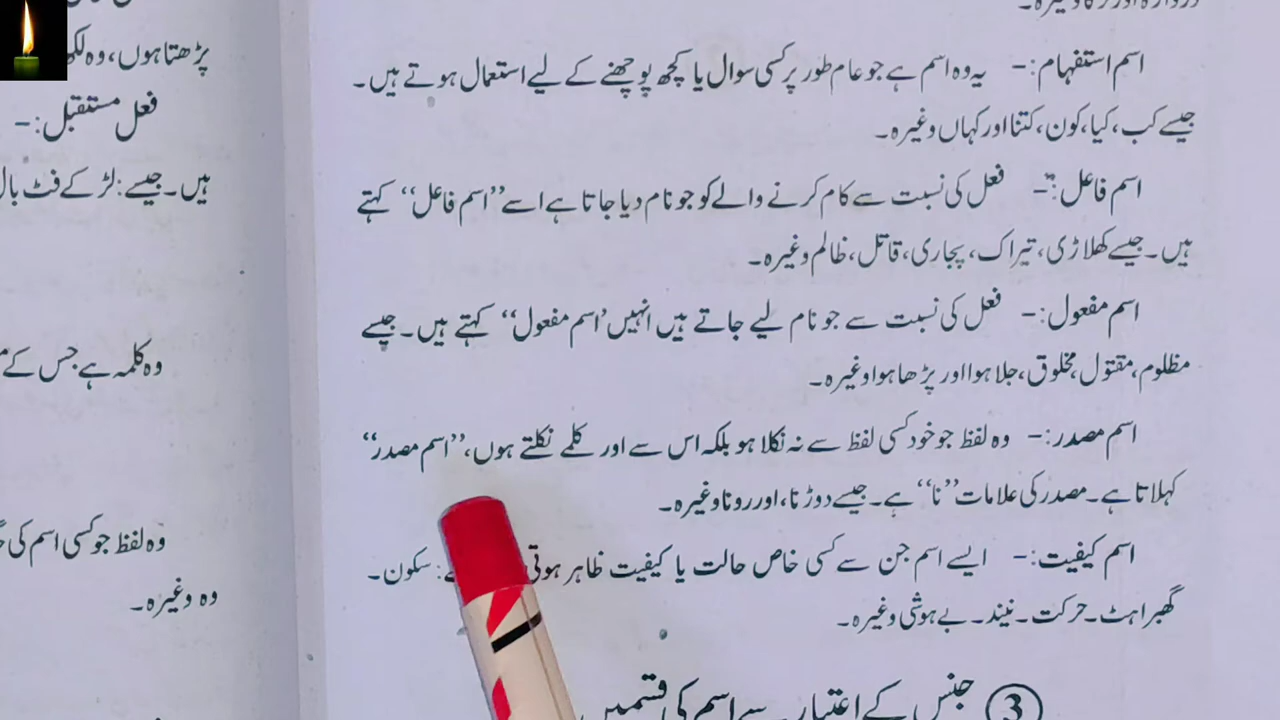 اسم استفہام:- یہ وہ اسم ہے جو عام طور پر کسی سوال یا کچھ پوچھنے کے لیے استعمال ہوتے ہیں۔
جیسے کب، کیا، کون، کتنا اور کہاں وغیرہ۔
اسم فاعل:- فعل کی نسبت سے کام کرنے والے کو جو نام دیا جاتا ہے اسے ’’اسم فاعل‘‘ کہتے
ہیں۔ جیسے کھلاڑی، تیراک، پجاری، قاتل، ظالم وغیرہ۔
اسم مفعول:- فعل کی نسبت سے جو نام لیے جاتے ہیں انہیں ’اسم مفعول‘‘ کہتے ہیں۔ جیسے
مظلوم، مقتول، مخلوق، جلا ہوا اور پڑھا ہوا وغیرہ۔
اسم مصدر:- وہ لفظ جو خود کسی لفظ سے نہ نکلا ہو بلکہ اس سے اور کلمے نکلتے ہوں، ’’اسم مصدر‘‘
کہلاتا ہے۔ مصدر کی علامات ’’نا‘‘ ہے۔ جیسے دوڑنا، اور رونا وغیرہ۔
اسم کیفیت:- ایسے اسم جن سے کسی خاص حالت یا کیفیت ظاہر ہوتی : سکون۔
گھبراہٹ۔ حرکت۔ نیند۔ بے ہوشی وغیرہ۔
3 جنس کے اعتبار سے اسم کی قسمیں
پڑھتا ہوں، وہ
فعل مستقبل:-
ہیں۔ جیسے: لڑکے فٹ بال
وہ کلمہ ہے جس کے
وہ لفظ جو کسی اسم کی
وہ وغیرہ۔